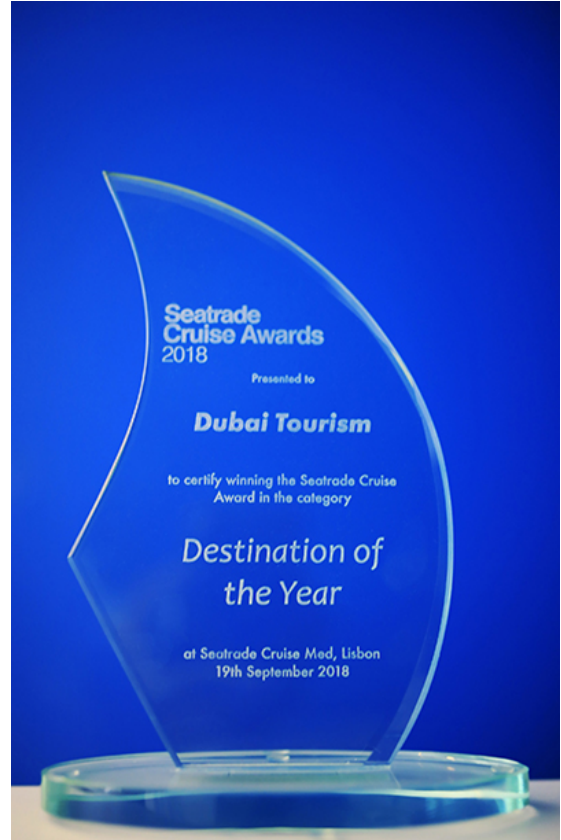 Seatrade
Cruise Awards
2018
Presented to
Dubai Tourism
to certify winning the Seatrade Cruise
Award in the category
Destination of
the Year
at Seatrade Cruise Med, Lisbon
19th September 2018